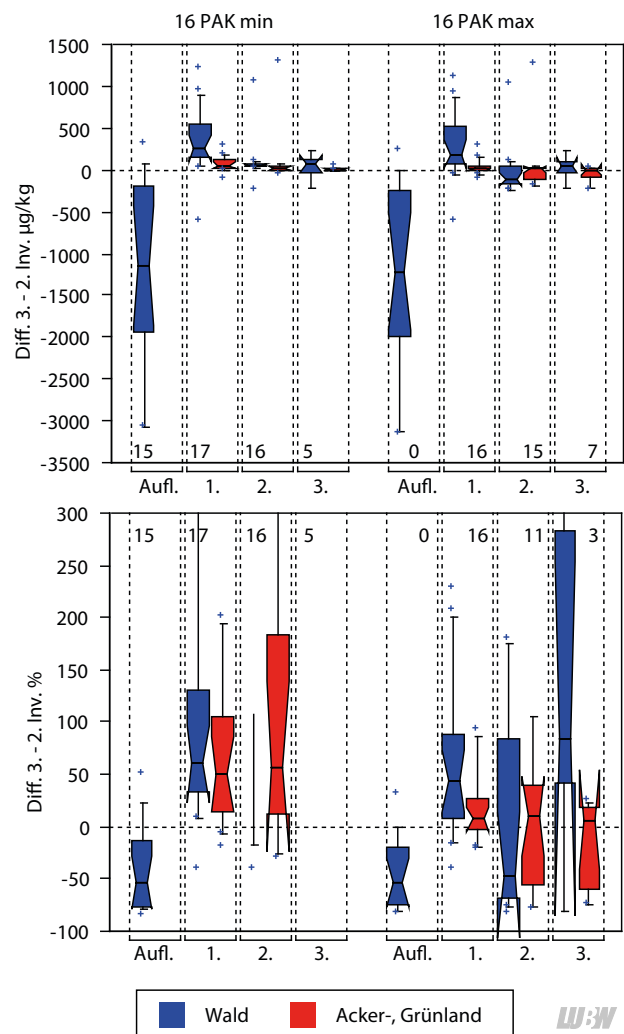 16 PAK min 16 PAK max
Diff. 3. - 2. Inv. µg/kg
1500
1000
500
0
-500
-1000
-1500
-2000
-2500
-3000
-3500
15 17 16 5 0 16 15 7
Aufl. 1. 2. 3. Aufl. 1. 2. 3.
Diff. 3. - 2. Inv. %
300
250
200
150
100
50
0
-50
-100
15 17 16 5 0 16 11 3
Aufl. 1. 2. 3. Aufl. 1. 2. 3.
Wald Acker-, Grünland
LUBW